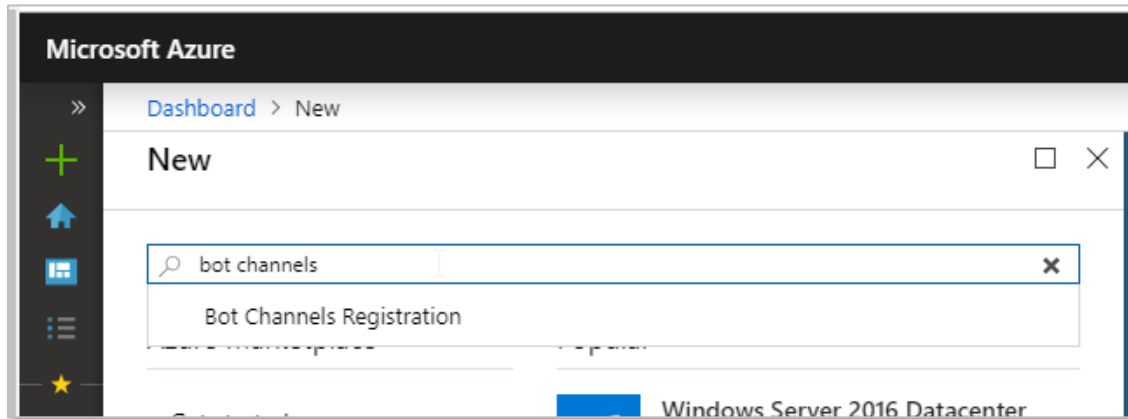 Microsoft Azure
Dashboard > New
New
bot channels
Bot Channels Registration
Windows Server 2016 Datacenter